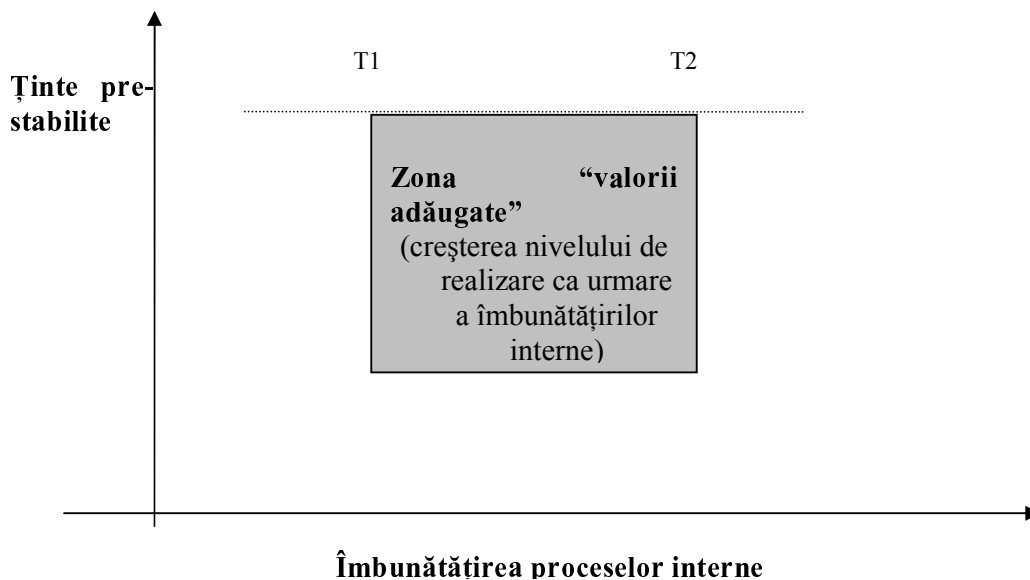 T1 T2
Ținte pre-
stabilite
Zona “valorii
adăugate”
(creşterea nivelului de
realizare ca urmare
a îmbunătățirilor
interne)
Îmbunătățirea proceselor interne